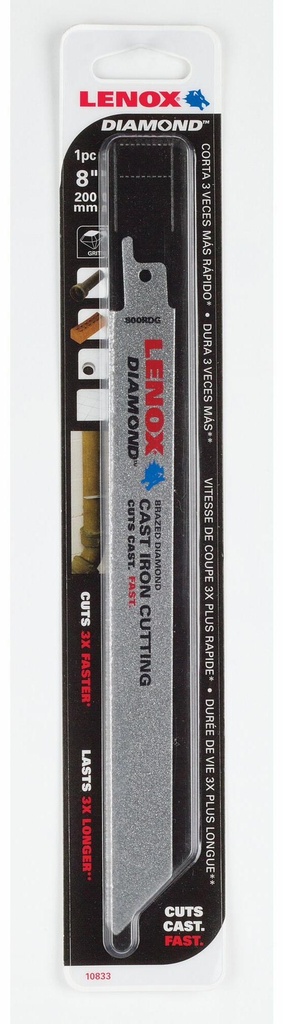 LENOX
DIAMOND™
1pc
8"
200
mm
GRIT
CORTA 3 VECES MÁS RÁPIDO* • DURA 3 VECES MÁS**
VITESSE DE COUPE 3X PLUS RAPIDE* • DURÉE DE VIE 3X PLUS LONGUE**
800RDG
LENOX
DIAMOND™
BRAZED DIAMOND
CAST IRON CUTTING
CUTS CAST. FAST.
CUTS 3X FASTER*
LASTS 3X LONGER**
CUTS
CAST.
FAST.
10833